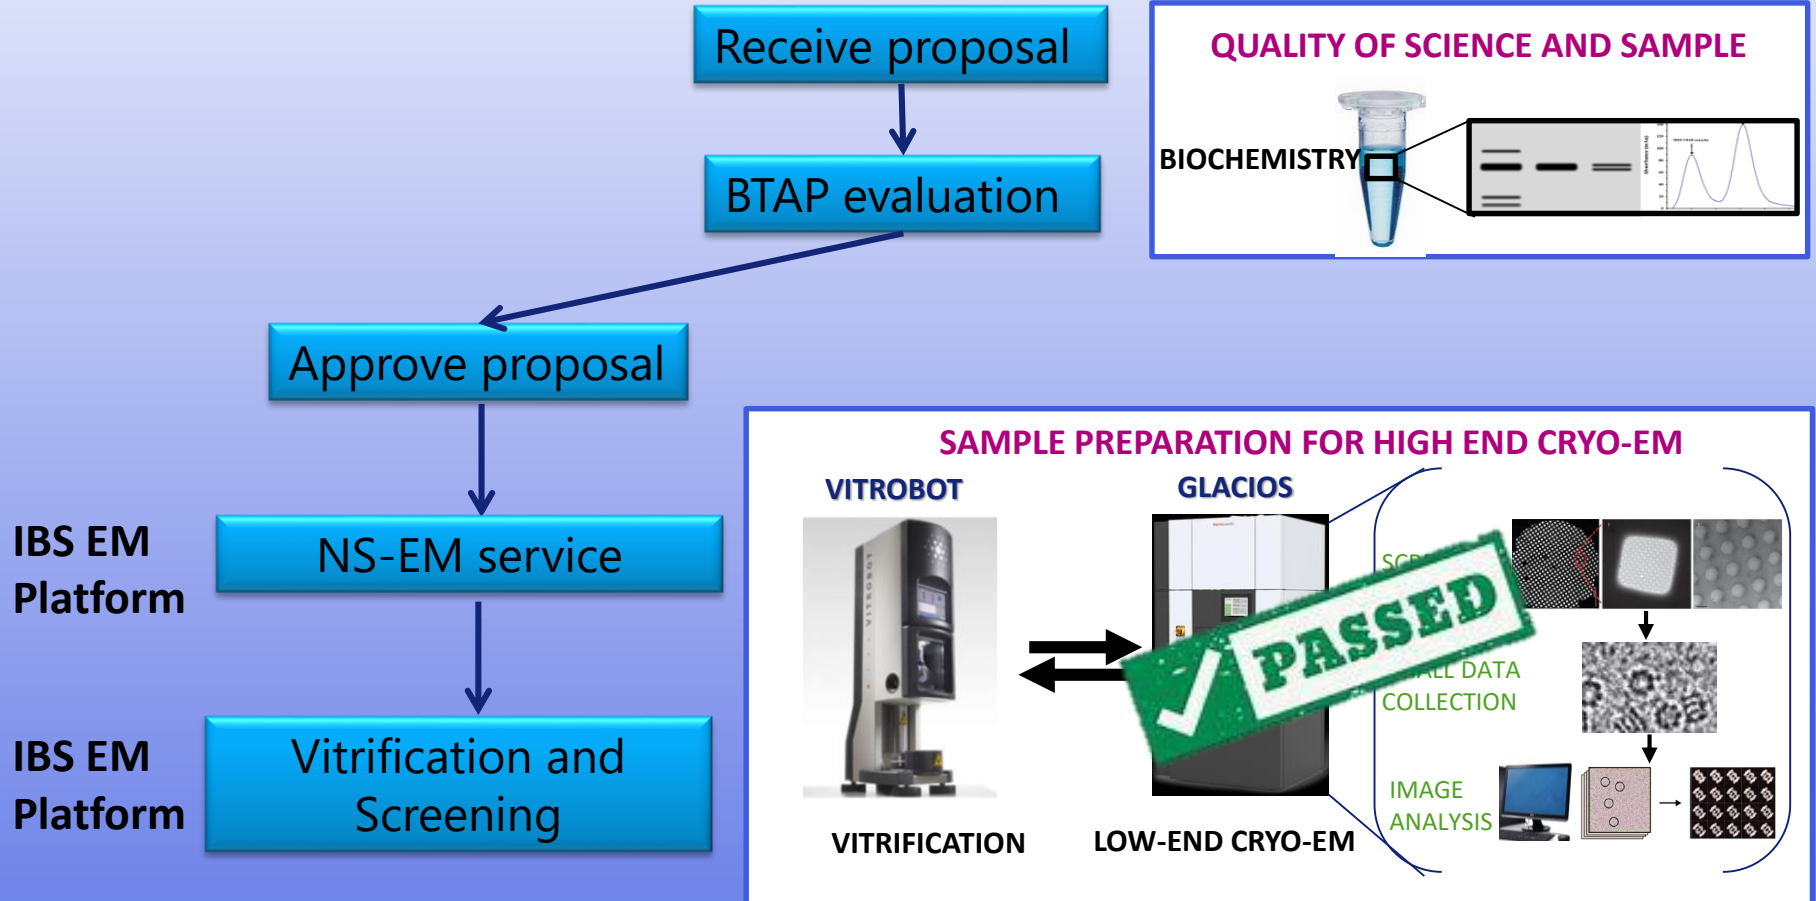 Receive proposal
BTAP evaluation
Approve proposal
IBS EM
Platform
NS-EM service
IBS EM
Platform
Vitrification and
Screening
QUALITY OF SCIENCE AND SAMPLE
BIOCHEMISTRY
SAMPLE PREPARATION FOR HIGH END CRYO-EM
VITROBOT
GLACIOS
VITROBOT
PASSED
DATA
COLLECTION
IMAGE
ANALYSIS
VITRIFICATION
LOW-END CRYO-EM